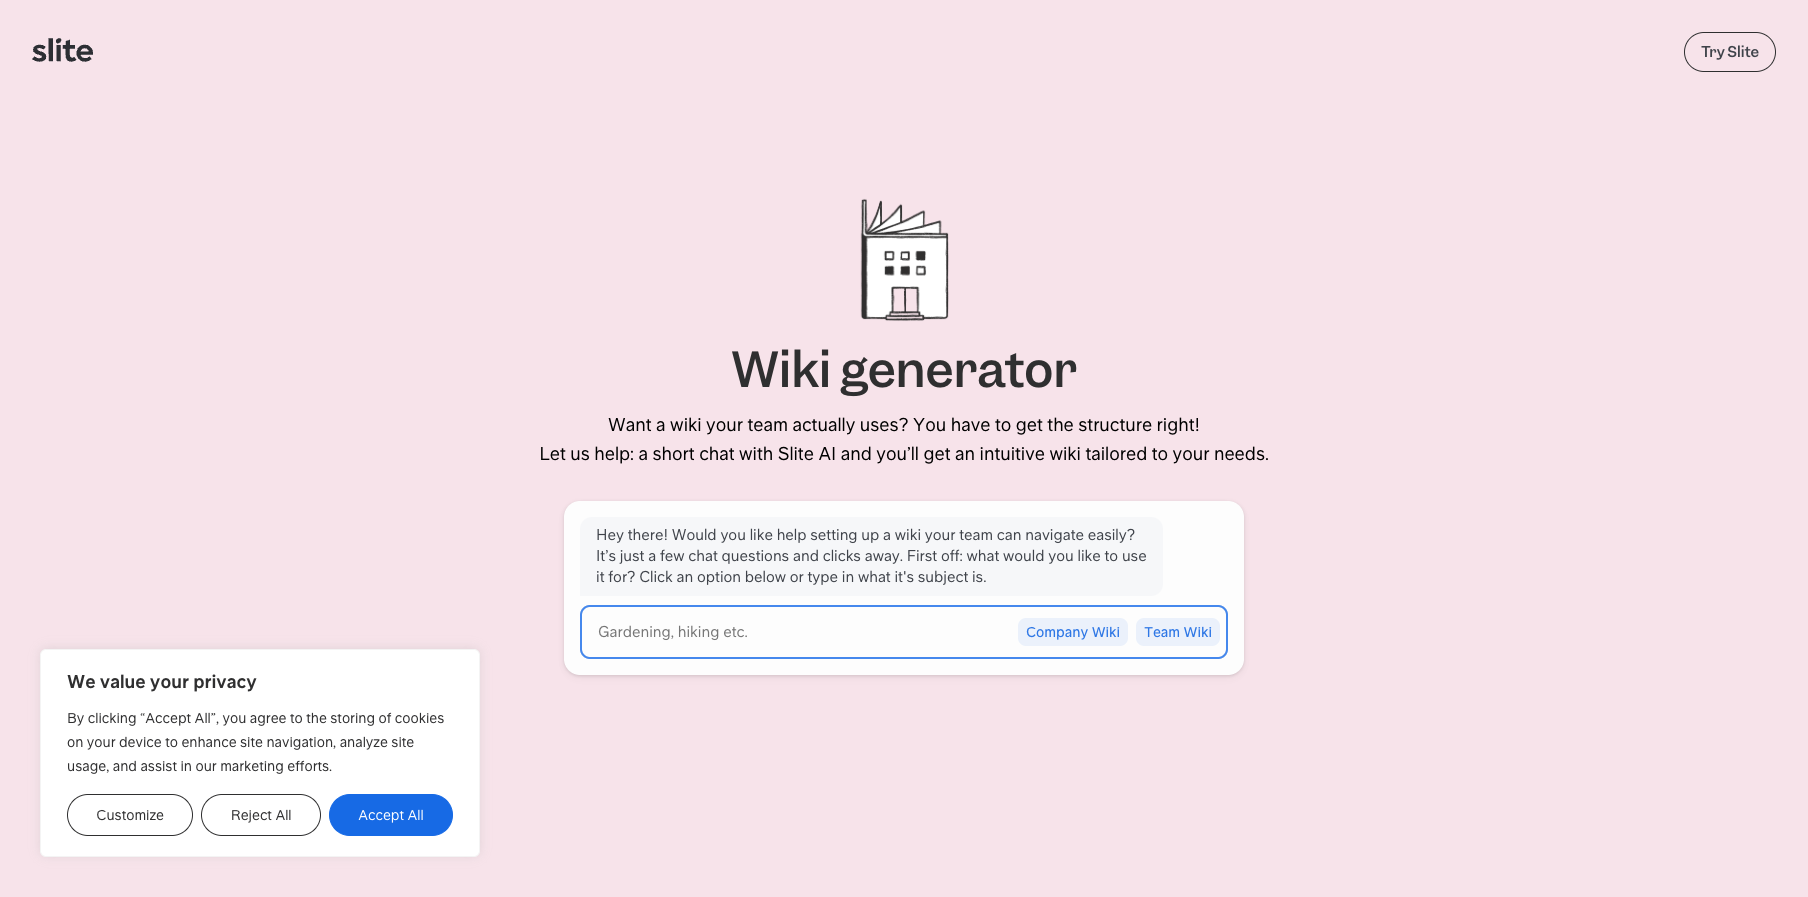 slite
Try Slite
Wiki generator
Want a wiki your team actually uses? You have to get the structure right!
Let us help: a short chat with Slite AI and you’ll get an intuitive wiki tailored to your needs.
Hey there! Would you like help setting up a wiki your team can navigate easily?
It’s just a few chat questions and clicks away. First off: what would you like to use
it for? Click an option below or type in what it's subject is.
Gardening, hiking etc.
Company Wiki
Team Wiki
We value your privacy
By clicking “Accept All”, you agree to the storing of cookies
on your device to enhance site navigation, analyze site
usage, and assist in our marketing efforts.
Customize
Reject All
Accept All